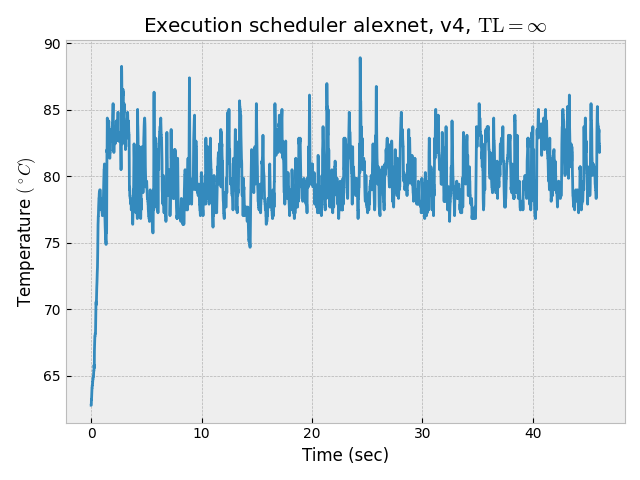 Execution scheduler alexnet, v4, TL = ∞
90
85
80
75
70
65
Temperature (°C)
0 10 20 30 40
Time (sec)